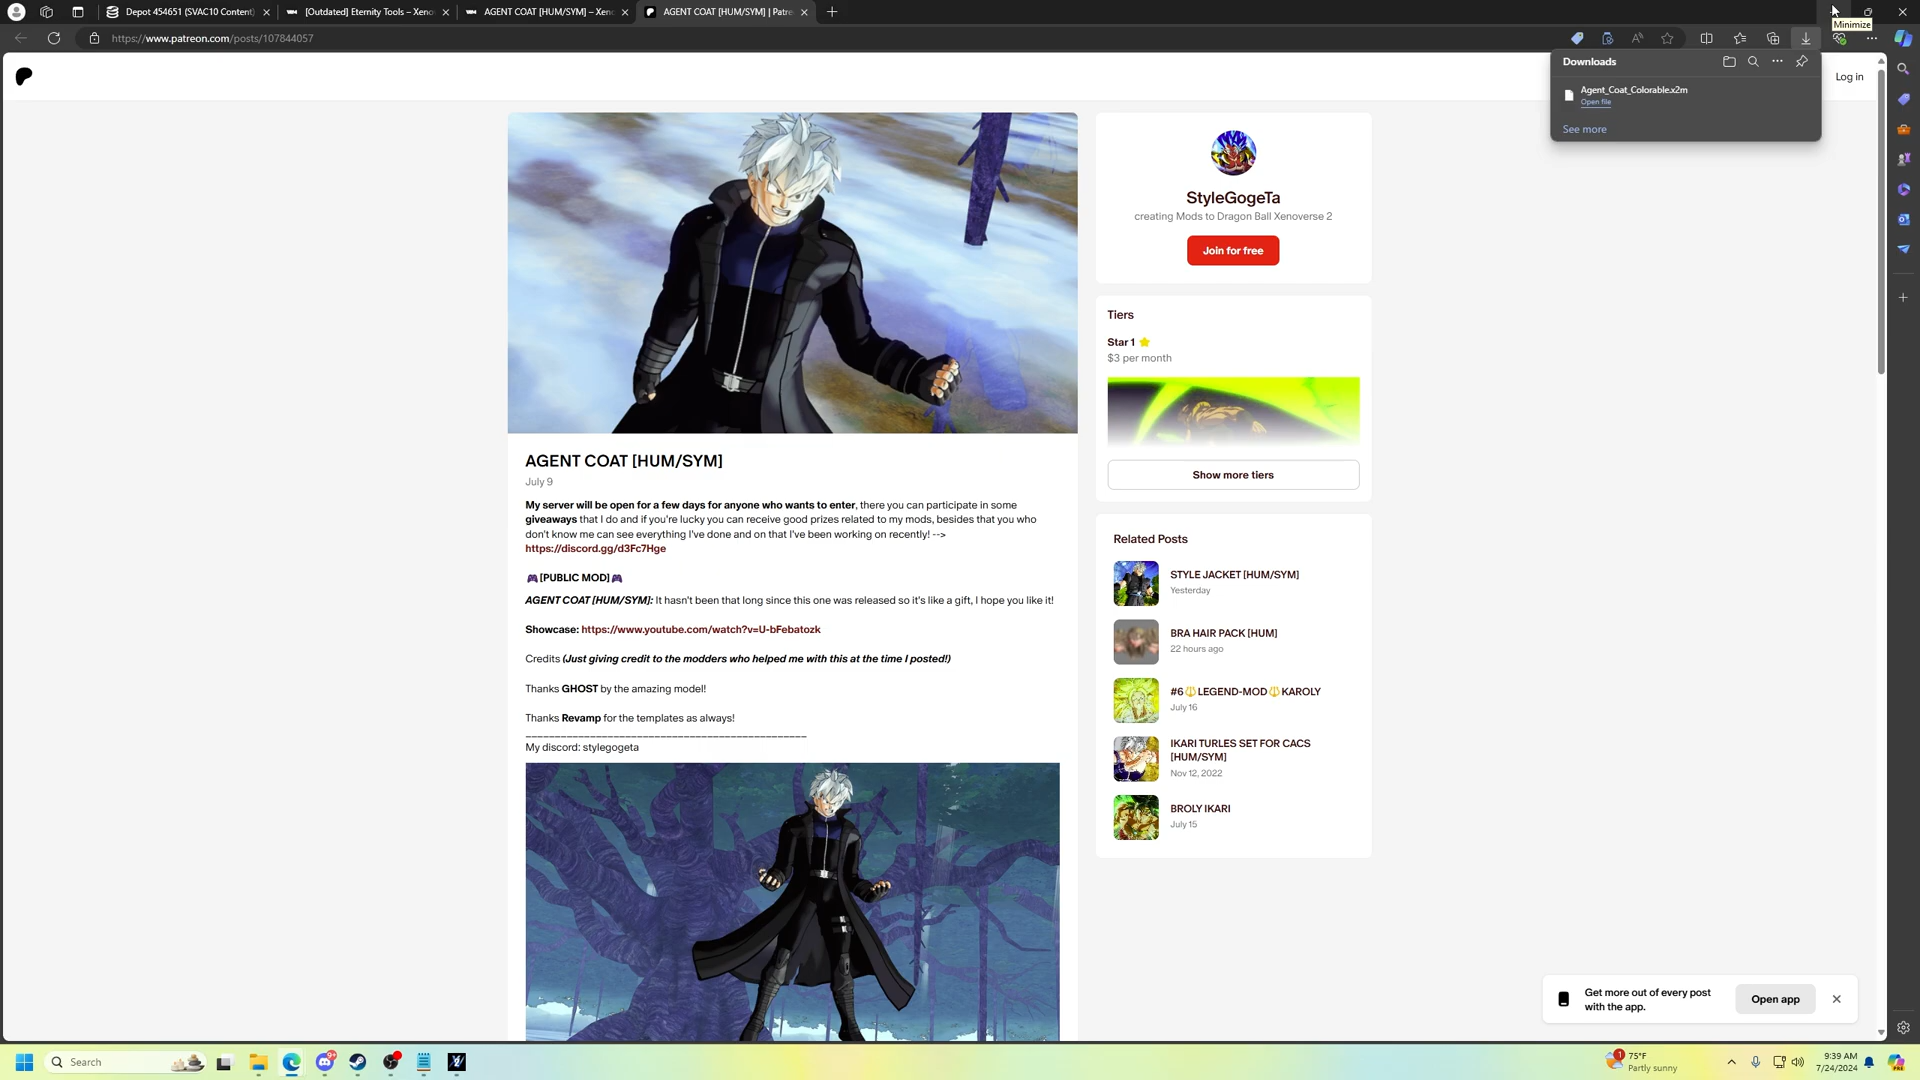 Depot 454651 (SVAC10 Content)
[Outdated] Eternity Tools – Xeno
AGENT COAT [HUM/SYM] – Xeno
AGENT COAT [HUM/SYM] | Patre
Minimize
https://www.patreon.com/posts/107844057
Downloads
Agent_Coat_Colorable.x2m
Open file
See more
Log in
StyleGogeTa
creating Mods to Dragon Ball Xenoverse 2
Join for free
Tiers
Star 1 ⭐
$3 per month
Show more tiers
AGENT COAT [HUM/SYM]
July 9
My server will be open for a few days for anyone who wants to enter, there you can participate in some
giveaways that I do and if you're lucky you can receive good prizes related to my mods, besides that you who
don't know me can see everything I've done and on that I've been working on recently! -->
https://discord.gg/d3Fc7Hge
🎮[PUBLIC MOD]🎮
AGENT COAT [HUM/SYM]: It hasn't been that long since this one was released so it's like a gift, I hope you like it!
Showcase: https://www.youtube.com/watch?v=U-bFebatozk
Credits (Just giving credit to the modders who helped me with this at the time I posted!)
Thanks GHOST by the amazing model!
Thanks Revamp for the templates as always!
________________________________________________
My discord: stylegogeta
Related Posts
STYLE JACKET [HUM/SYM]
Yesterday
BRA HAIR PACK [HUM]
22 hours ago
#6🔱LEGEND-MOD🔱KAROLY
July 16
IKARI TURLES SET FOR CACS
[HUM/SYM]
Nov 12, 2022
BROLY IKARI
July 15
Get more out of every post
with the app.
Open app
Search
75°F
Partly sunny
9:39 AM
7/24/2024